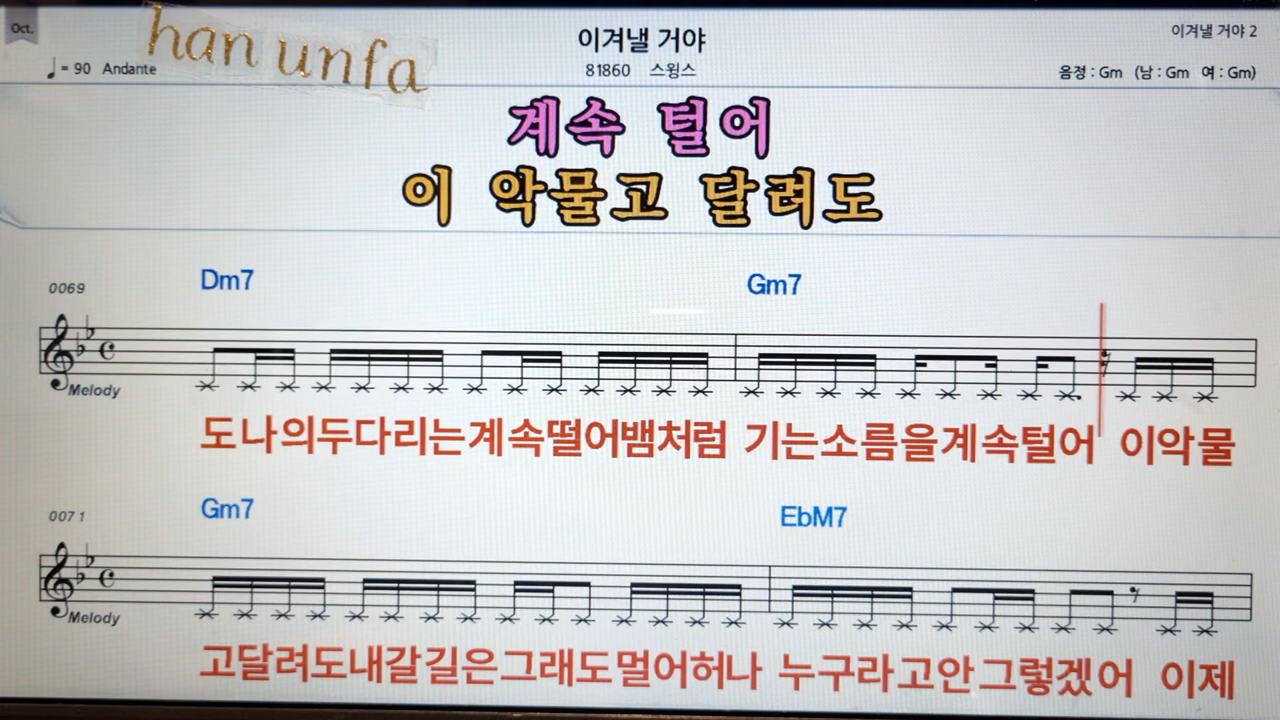 Oct.
han unfa
이겨낼 거야
이겨낼 거야 2
♩= 90 Andante
81860 스윙스
음정 : Gm (남 : Gm 여 : Gm)
계속 털어
이 악물고 달려도
0069
Dm7
Gm7
Melody
도나의두다리는계속떨어뱀처럼 기는소름을계속털어 이악물
0071
Gm7
EbM7
Melody
고달려도내갈길은그래도멀어허나 누구라고안그렇겠어 이제